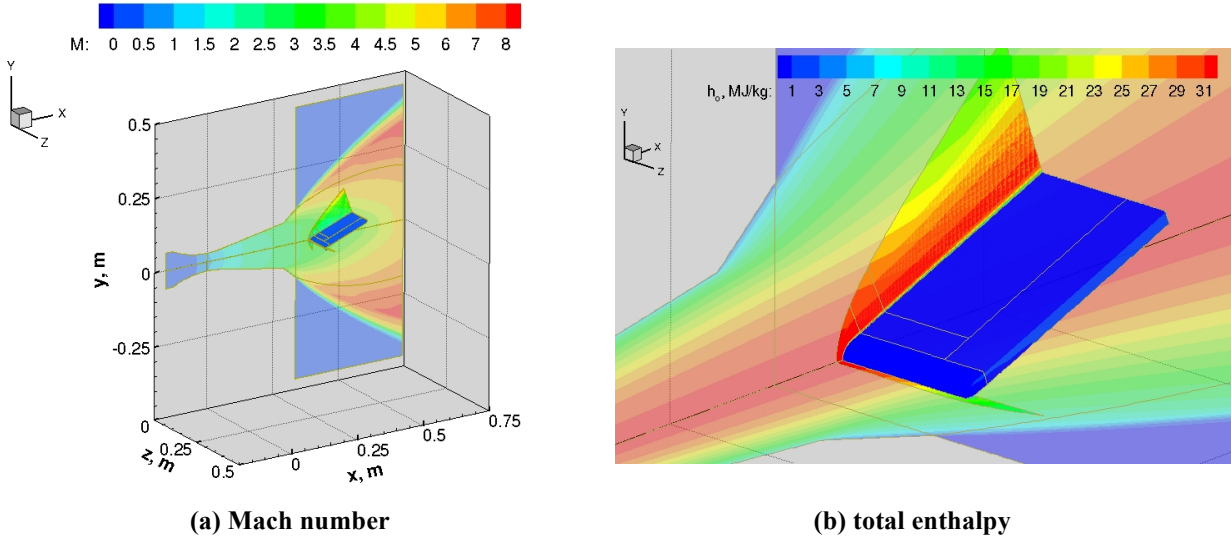 M: 0 0.5 1 1.5 2 2.5 3 3.5 4 4.5 5 6 7 8
Y
X
Z
0.5
0.25
0
-0.25
0
0.25
0.5
y, m
z, m
0 0.25 0.5 0.75
x, m
(a) Mach number
h₀, MJ/kg: 1 3 5 7 9 11 13 15 17 19 21 23 25 27 29 31
Y
X
Z
(b) total enthalpy